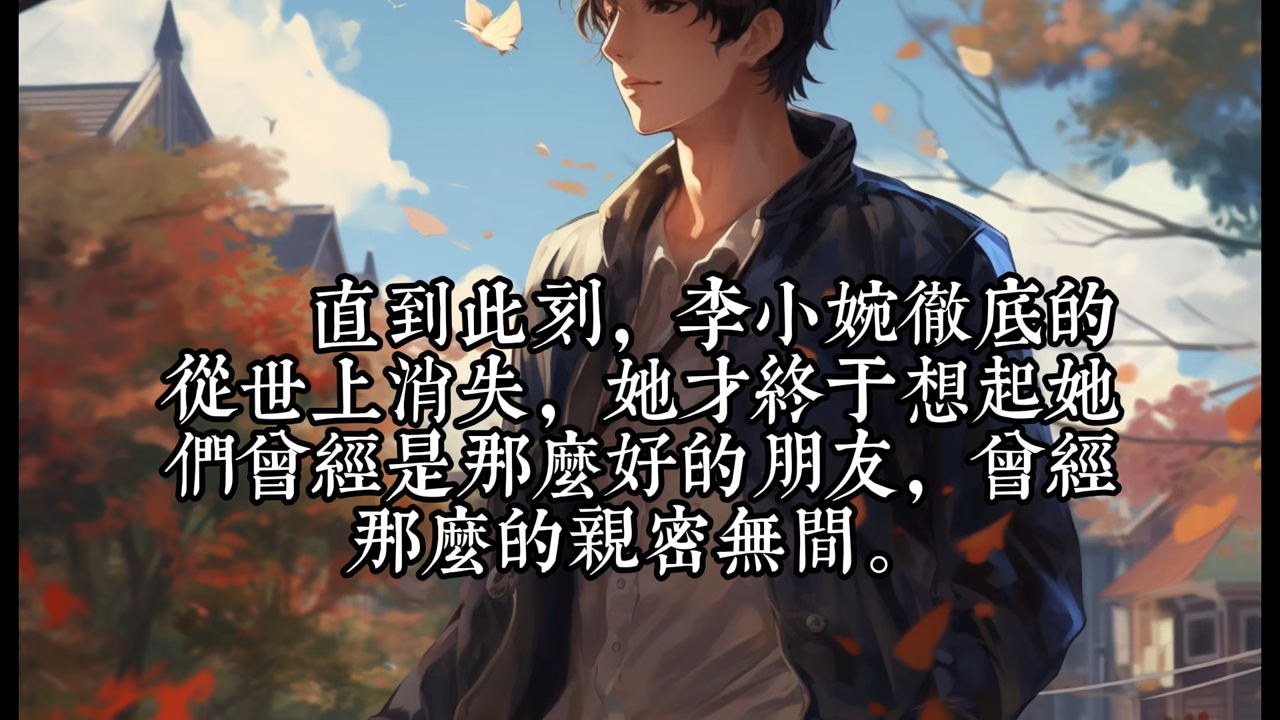 直到此刻，李小婉徹底的
從世上消失，她才終于想起她
們曾經是那麼好的朋友，曾經
那麼的親密無間。